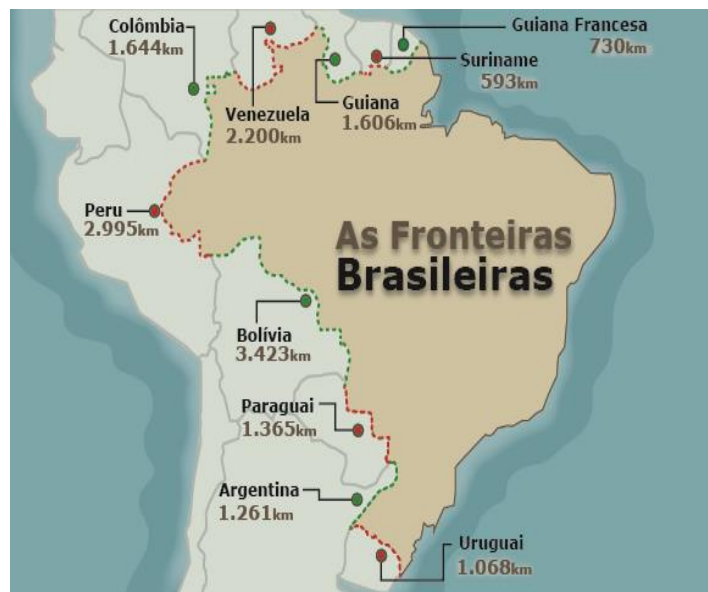 Colômbia
1.644km
Guiana Francesa
730km
Suriname
593km
Venezuela
2.200km
Guiana
1.606km
Peru
2.995km
As Fronteiras
Brasileiras
Bolívia
3.423km
Paraguai
1.365km
Argentina
1.261km
Uruguai
1.068km